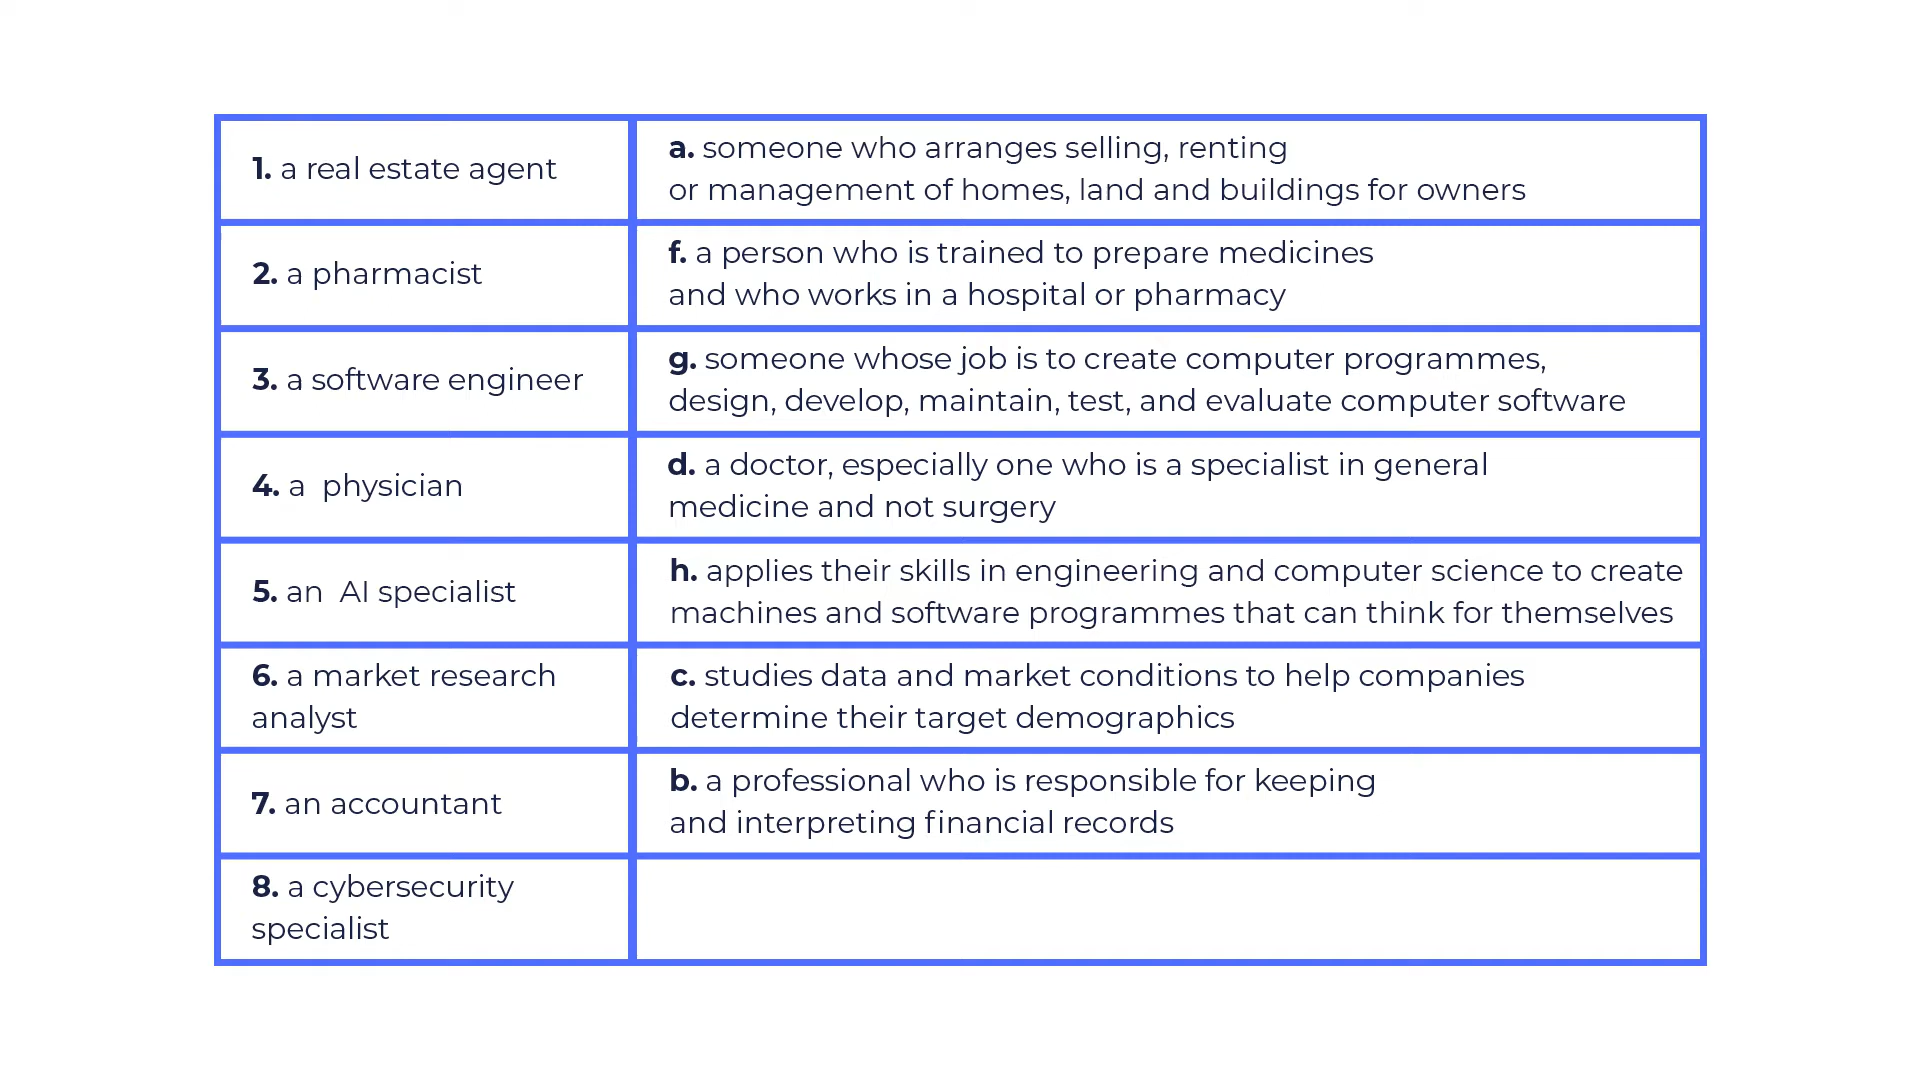 1. a real estate agent
a. someone who arranges selling, renting
or management of homes, land and buildings for owners
2. a pharmacist
f. a person who is trained to prepare medicines
and who works in a hospital or pharmacy
3. a software engineer
g. someone whose job is to create computer programmes,
design, develop, maintain, test, and evaluate computer software
4. a physician
d. a doctor, especially one who is a specialist in general
medicine and not surgery
5. an AI specialist
h. applies their skills in engineering and computer science to create
machines and software programmes that can think for themselves
6. a market research
analyst
c. studies data and market conditions to help companies
determine their target demographics
7. an accountant
b. a professional who is responsible for keeping
and interpreting financial records
8. a cybersecurity
specialist